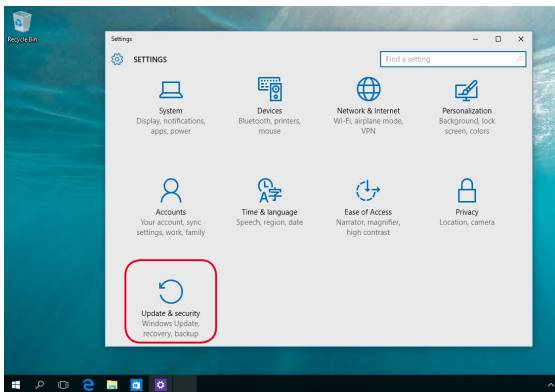 Recycle Bin
Settings
SETTINGS
Find a setting
System
Display, notifications,
apps, power
Devices
Bluetooth, printers,
mouse
Network & Internet
Wi-Fi, airplane mode,
VPN
Personalization
Background, lock
screen, colors
Accounts
Your account, sync
settings, work, family
Time & language
Speech, region, date
Ease of Access
Narrator, magnifier,
high contrast
Privacy
Location, camera
Update & security
Windows Update,
recovery, backup